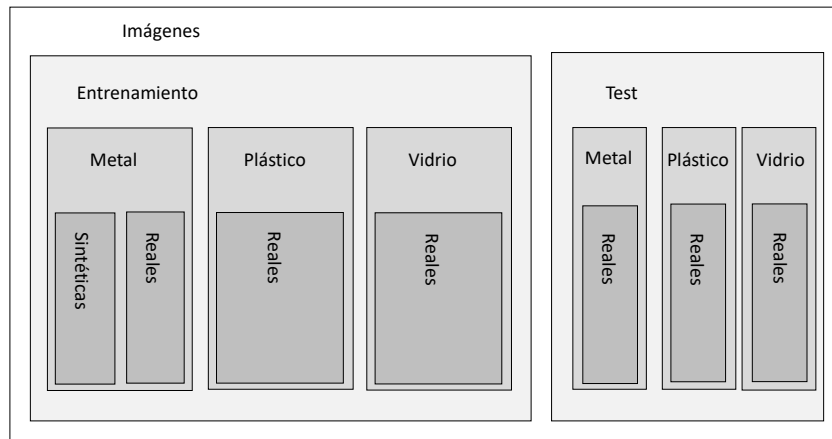 Imágenes
Entrenamiento
Metal
Sintéticas
Reales
Plástico
Reales
Vidrio
Reales
Test
Metal
Reales
Plástico
Reales
Vidrio
Reales